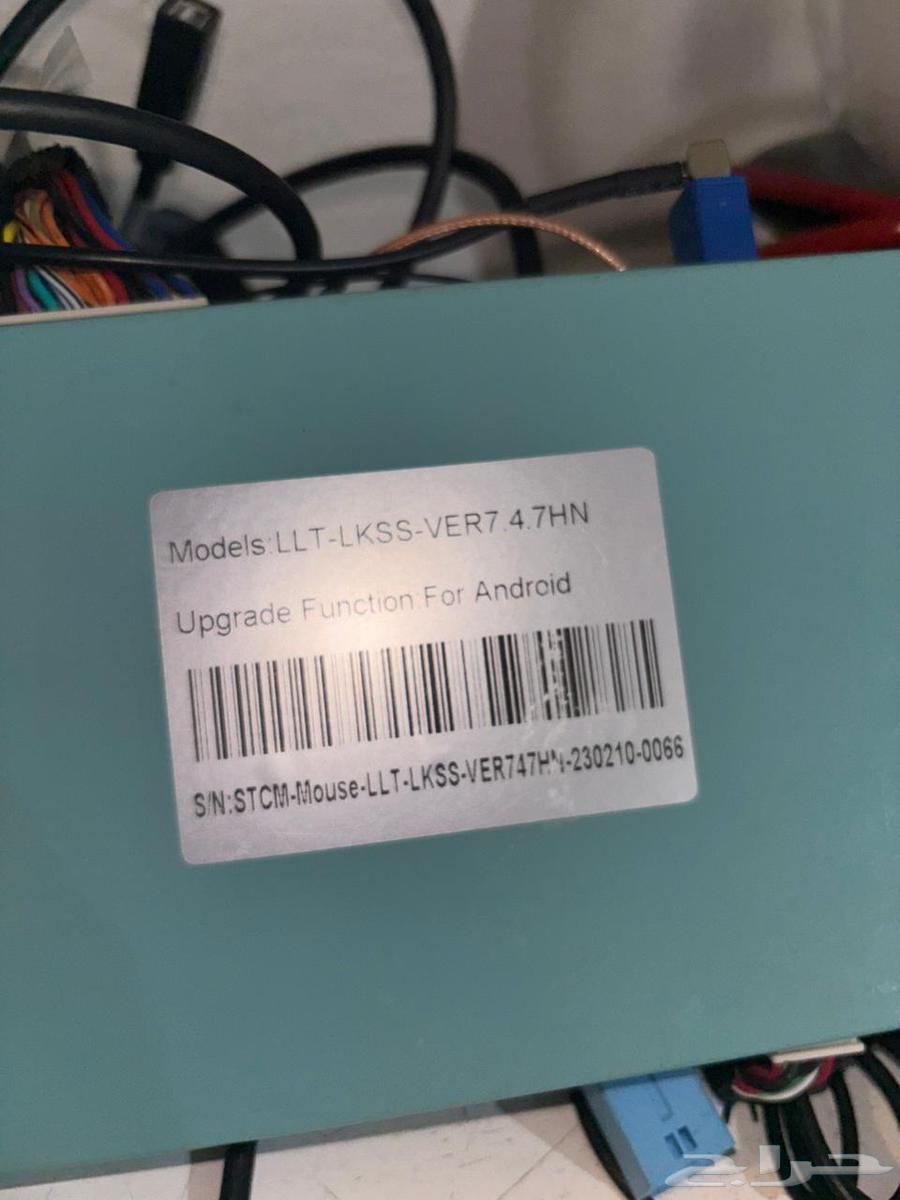 Models:LLT-LKSS-VER7.4.7HN
Upgrade Function:For Android
S/N:STCM-Mouse-LLT-LKSS-VER747HN-230210-0066
حراج